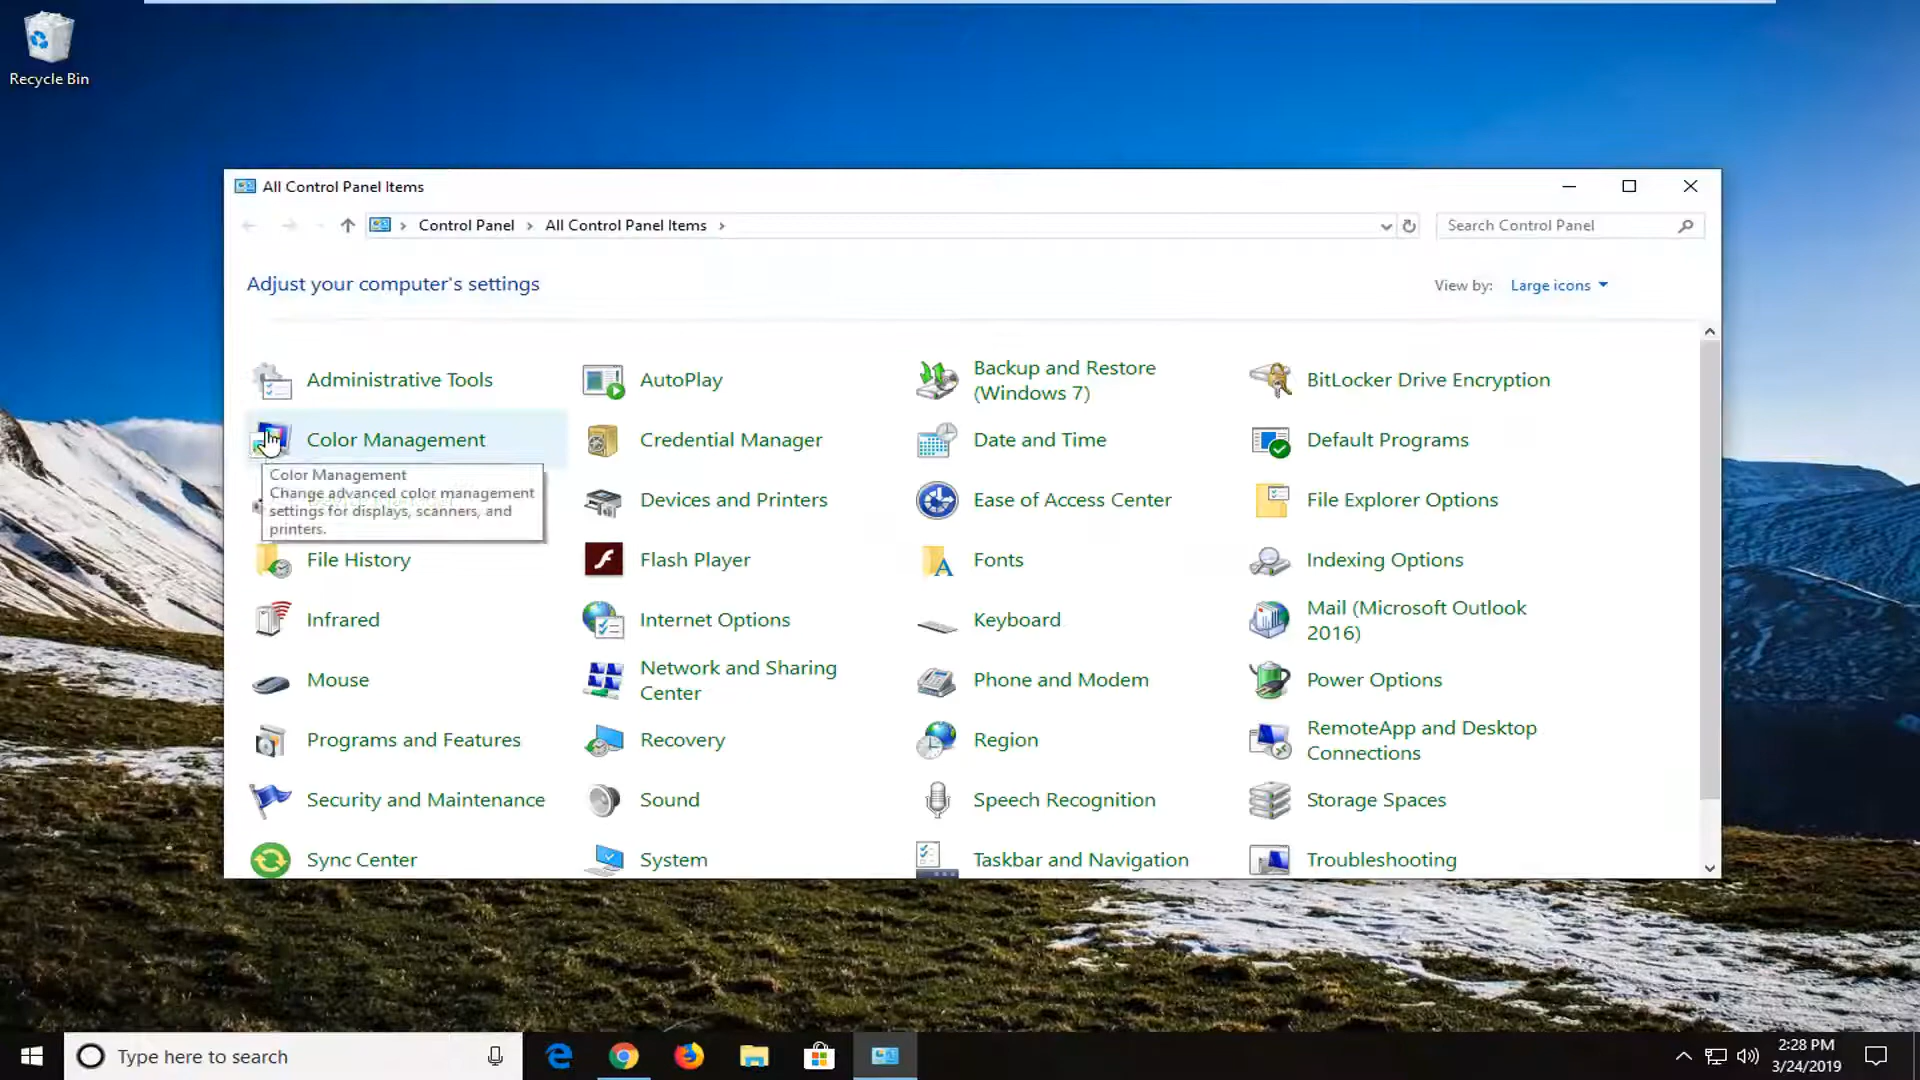 Recycle Bin
All Control Panel Items
Control Panel
All Control Panel Items
Search Control Panel
Adjust your computer's settings
View by:
Large icons
Administrative Tools
AutoPlay
Backup and Restore
(Windows 7)
BitLocker Drive Encryption
Color Management
Credential Manager
Date and Time
Default Programs
Color Management
Change advanced color management
settings for displays, scanners, and
printers.
Devices and Printers
Ease of Access Center
File Explorer Options
File History
Flash Player
Fonts
Indexing Options
Infrared
Internet Options
Keyboard
Mail (Microsoft Outlook
2016)
Mouse
Network and Sharing
Center
Phone and Modem
Power Options
Programs and Features
Recovery
Region
RemoteApp and Desktop
Connections
Security and Maintenance
Sound
Speech Recognition
Storage Spaces
Sync Center
System
Taskbar and Navigation
Troubleshooting
Type here to search
2:28 PM
3/24/2019